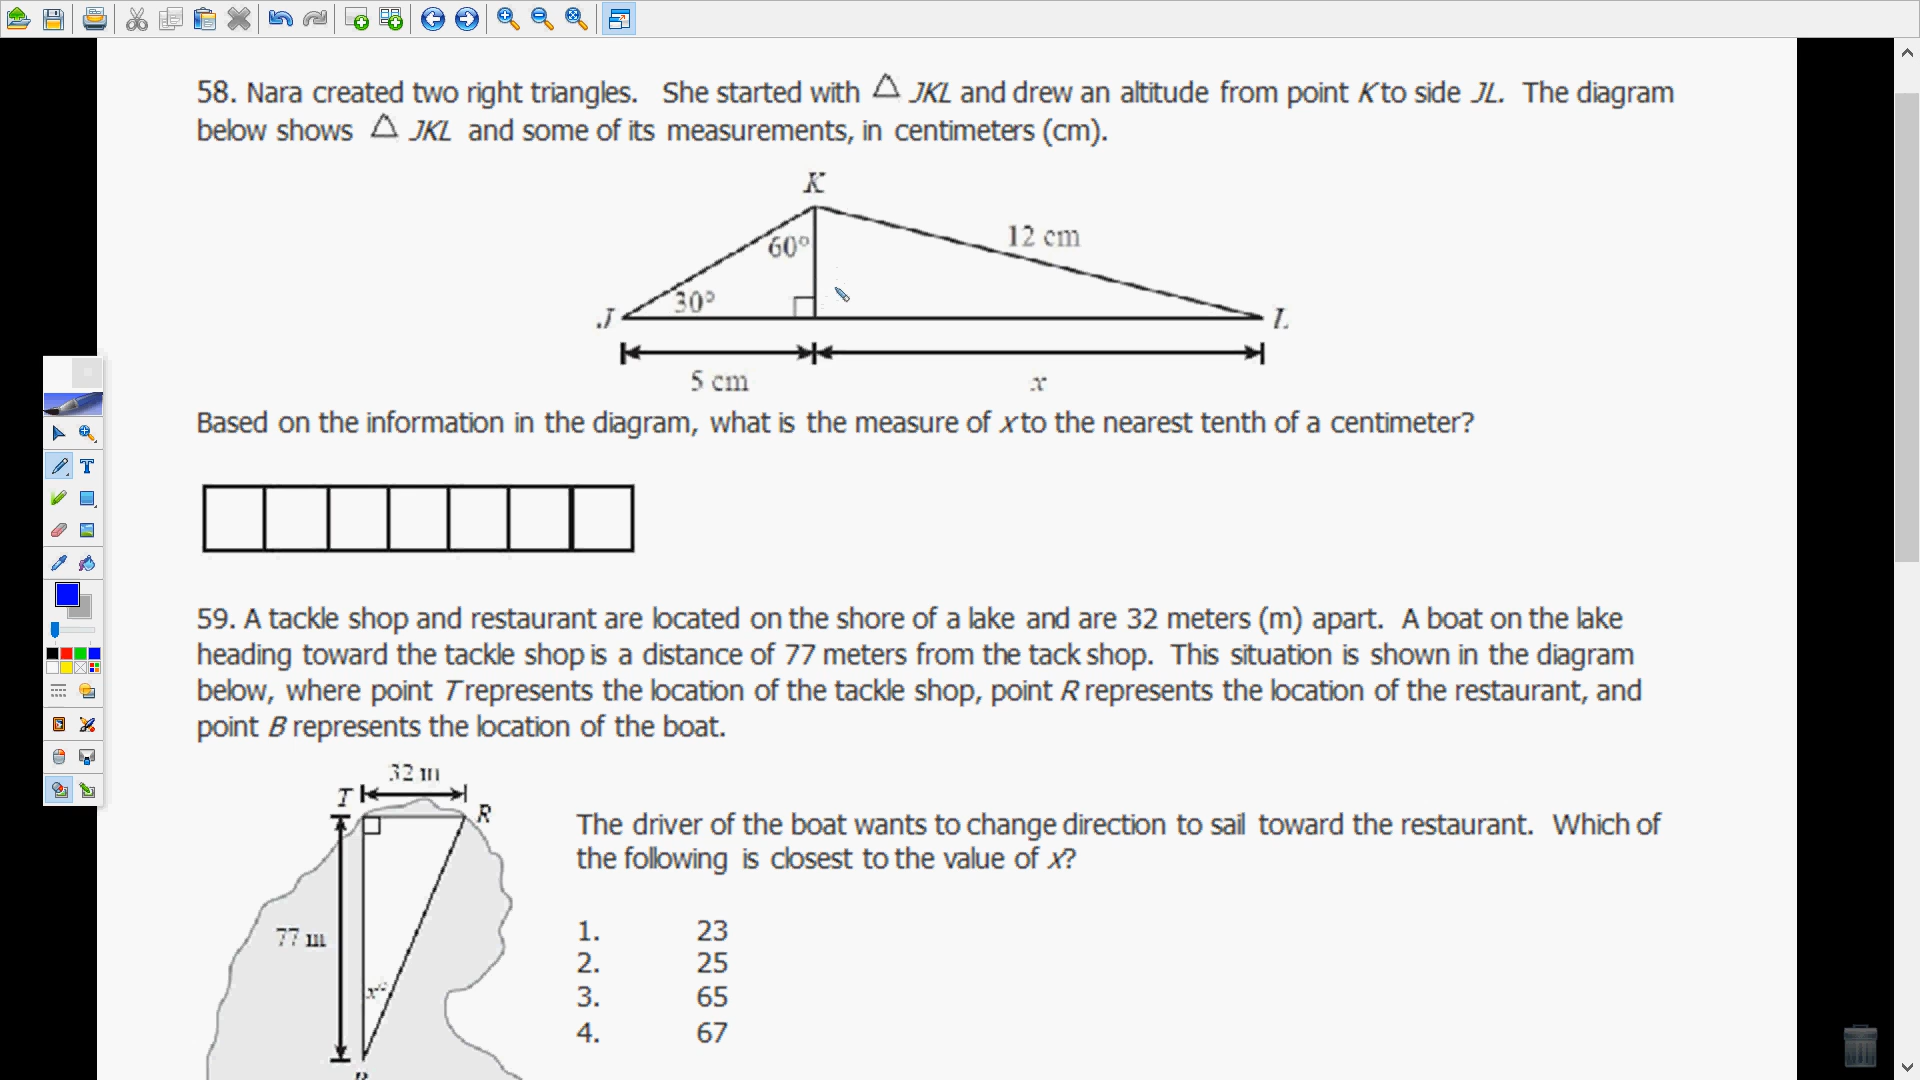 58. Nara created two right triangles. She started with △ JKL and drew an altitude from point K to side JL. The diagram
below shows △ JKL and some of its measurements, in centimeters (cm).
K
60°
12 cm
30°
J
L
5 cm
x
Based on the information in the diagram, what is the measure of x to the nearest tenth of a centimeter?
59. A tackle shop and restaurant are located on the shore of a lake and are 32 meters (m) apart. A boat on the lake
heading toward the tackle shop is a distance of 77 meters from the tack shop. This situation is shown in the diagram
below, where point T represents the location of the tackle shop, point R represents the location of the restaurant, and
point B represents the location of the boat.
32 m
T
R
77 m
x°
The driver of the boat wants to change direction to sail toward the restaurant. Which of
the following is closest to the value of x?
1. 23
2. 25
3. 65
4. 67
T